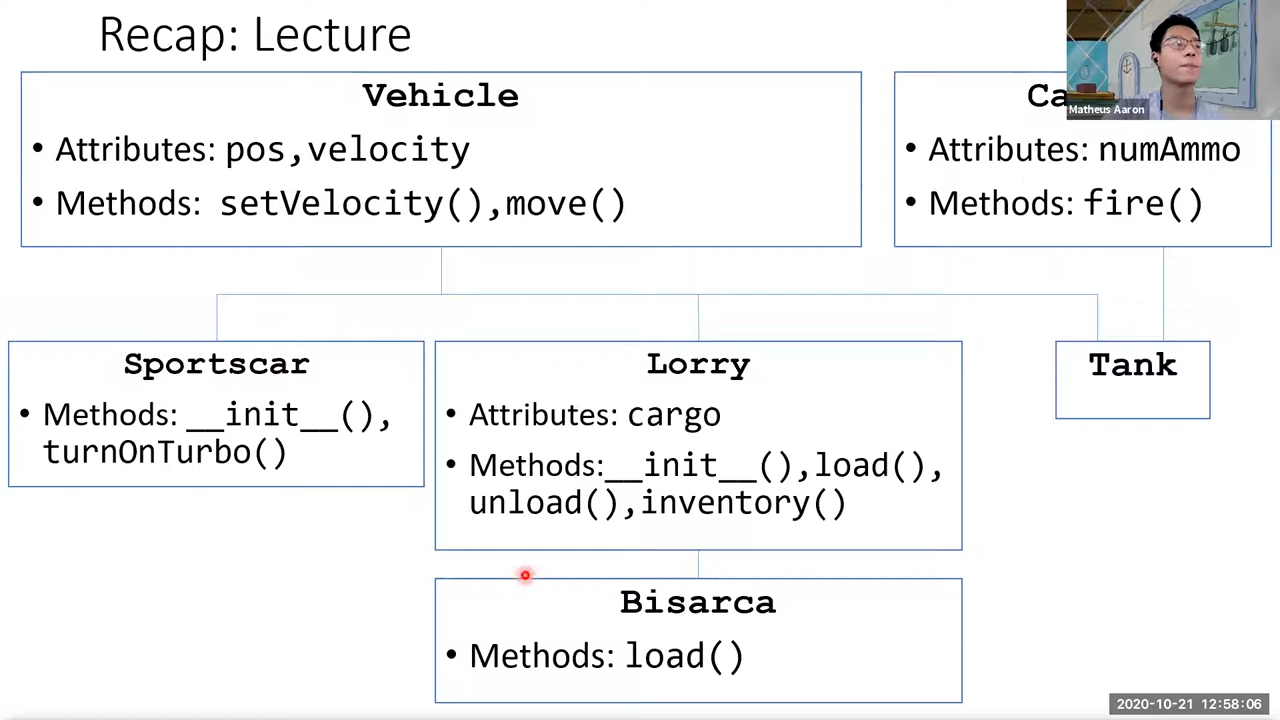 Recap: Lecture
Vehicle
• Attributes: pos,velocity
• Methods: setVelocity(),move()
• Attributes: numAmmo
• Methods: fire()
Matheus Aaron
Sportscar
• Methods: __init__(),
turnOnTurbo()
Lorry
• Attributes: cargo
• Methods:__init__(),load(),
unload(),inventory()
Tank
Bisarca
• Methods: load()
2020-10-21 12:58:06